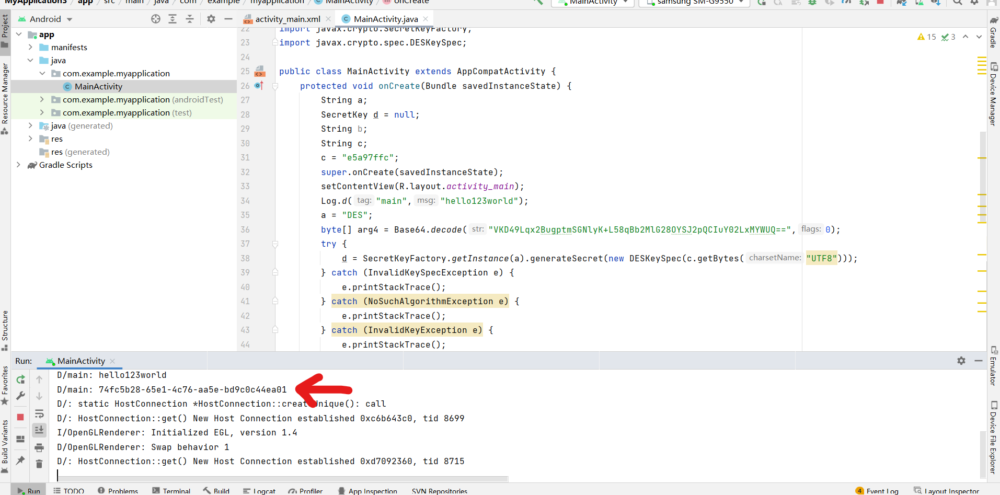 MyApplication3 / app / src / main / java / com / example / myapplication / MainActivity / onCreate
MainActivity
samsung SM-G9550
Android
activity_main.xml
MainActivity.java
Project
Resource Manager
Structure
Favorites
Build Variants
app
manifests
java
com.example.myapplication
MainActivity
com.example.myapplication (androidTest)
com.example.myapplication (test)
java (generated)
res
res (generated)
Gradle Scripts
15 3
22 import javax.crypto.SecretKeyFactory;
23 import javax.crypto.spec.DESKeySpec;
24
25 public class MainActivity extends AppCompatActivity {
26 protected void onCreate(Bundle savedInstanceState) {
27 String a;
28 SecretKey d = null;
29 String b;
30 String c;
31 c = "e5a97ffc";
32 super.onCreate(savedInstanceState);
33 setContentView(R.layout.activity_main);
34 Log.d( tag: "main", msg: "hello123world");
35 a = "DES";
36 byte[] arg4 = Base64.decode( str: "VKD49Lqx2BugptmSGNlyK+L58qBb2MlG28OYSJ2pQCIuY02LxMYWUQ==", flags: 0);
37 try {
38 d = SecretKeyFactory.getInstance(a).generateSecret(new DESKeySpec(c.getBytes( charsetName: "UTF8")));
39 } catch (InvalidKeySpecException e) {
40 e.printStackTrace();
41 } catch (NoSuchAlgorithmException e) {
42 e.printStackTrace();
43 } catch (InvalidKeyException e) {
44 e.printStackTrace();
Gradle
Device Manager
Emulator
Device File Explorer
Run: MainActivity
D/main: hello123world
D/main: 74fc5b28-65e1-4c76-aa5e-bd9c0c44ea01
D/: static HostConnection *HostConnection::createUnique(): call
D/: HostConnection::get() New Host Connection established 0xc6b643c0, tid 8699
I/OpenGLRenderer: Initialized EGL, version 1.4
D/OpenGLRenderer: Swap behavior 1
D/: HostConnection::get() New Host Connection established 0xd7092360, tid 8715
Run TODO Problems Terminal Build Logcat Profiler App Inspection SVN Repositories 4 Event Log Layout Inspector